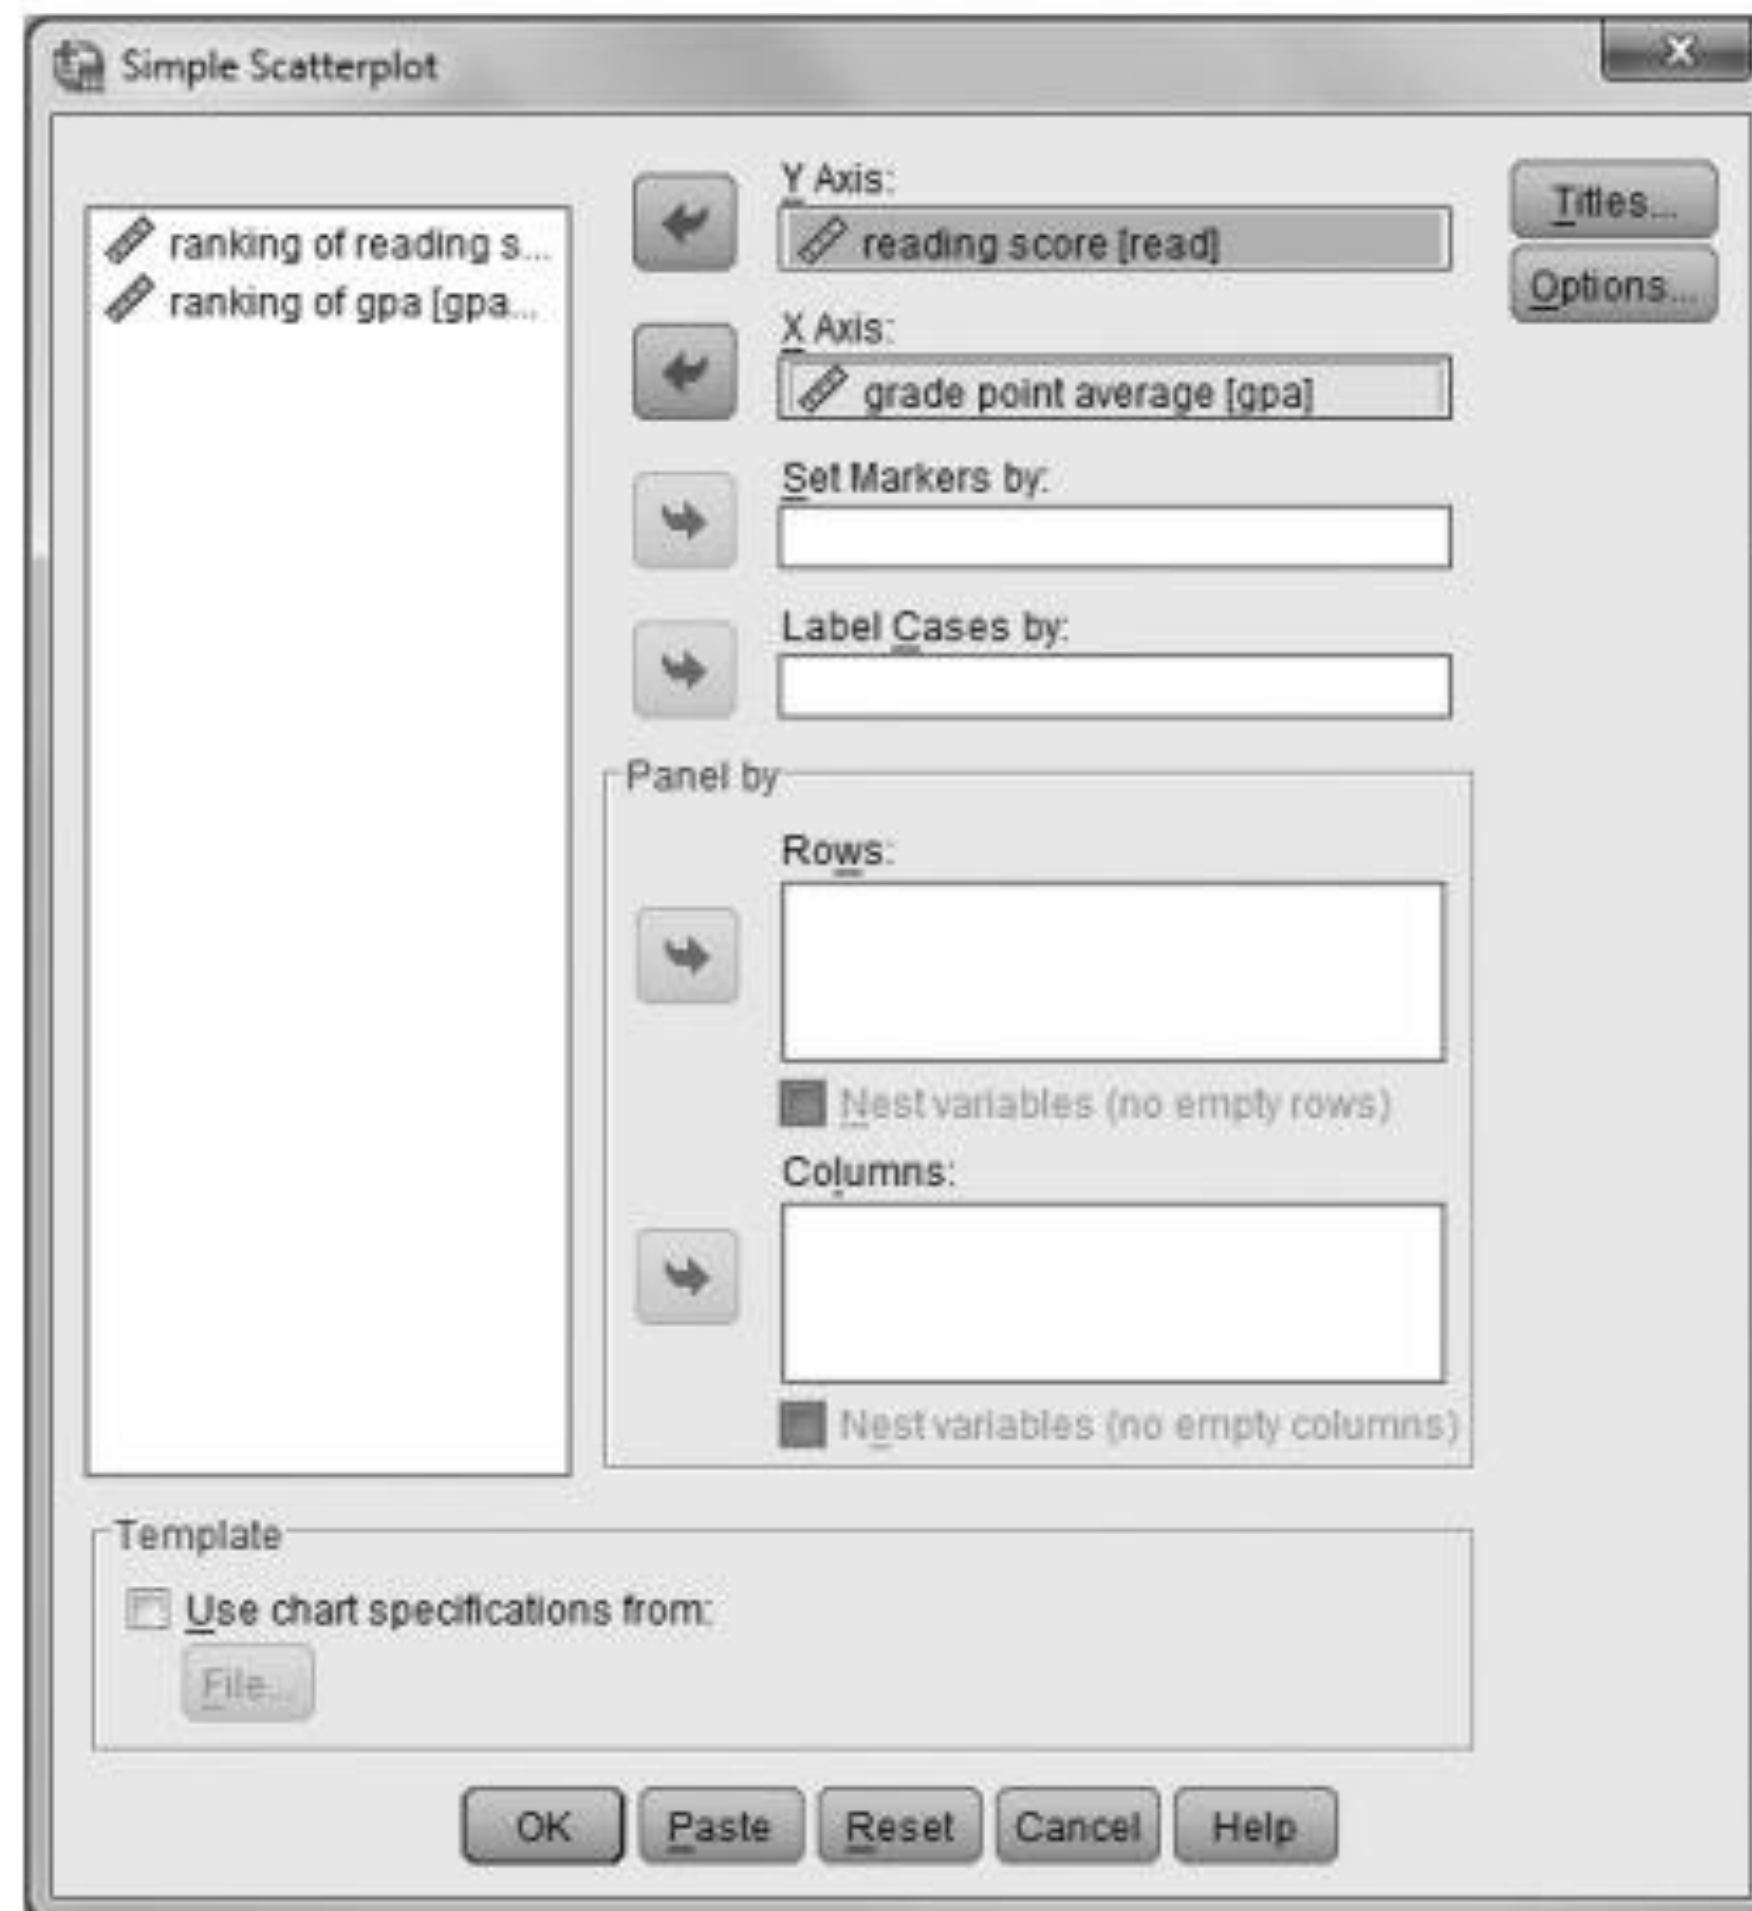 Simple Scatterplot
ranking of reading s...
ranking of gpa [gpa...
Y Axis:
reading score [read]
X Axis:
grade point average [gpa]
Set Markers by:
Label Cases by:
Titles...
Options...
Panel by
Rows:
Nest variables (no empty rows)
Columns:
Nest variables (no empty columns)
Template
Use chart specifications from:
File...
OK Paste Reset Cancel Help